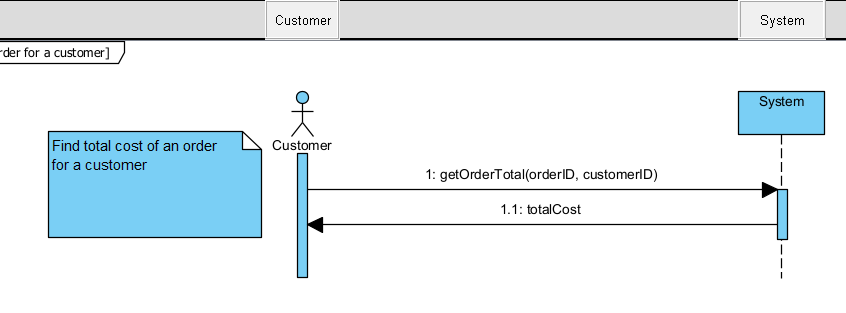 Customer
System
rder for a customer]
System
Find total cost of an order
for a customer
Customer
1: getOrderTotal(orderID, customerID)
1.1: totalCost